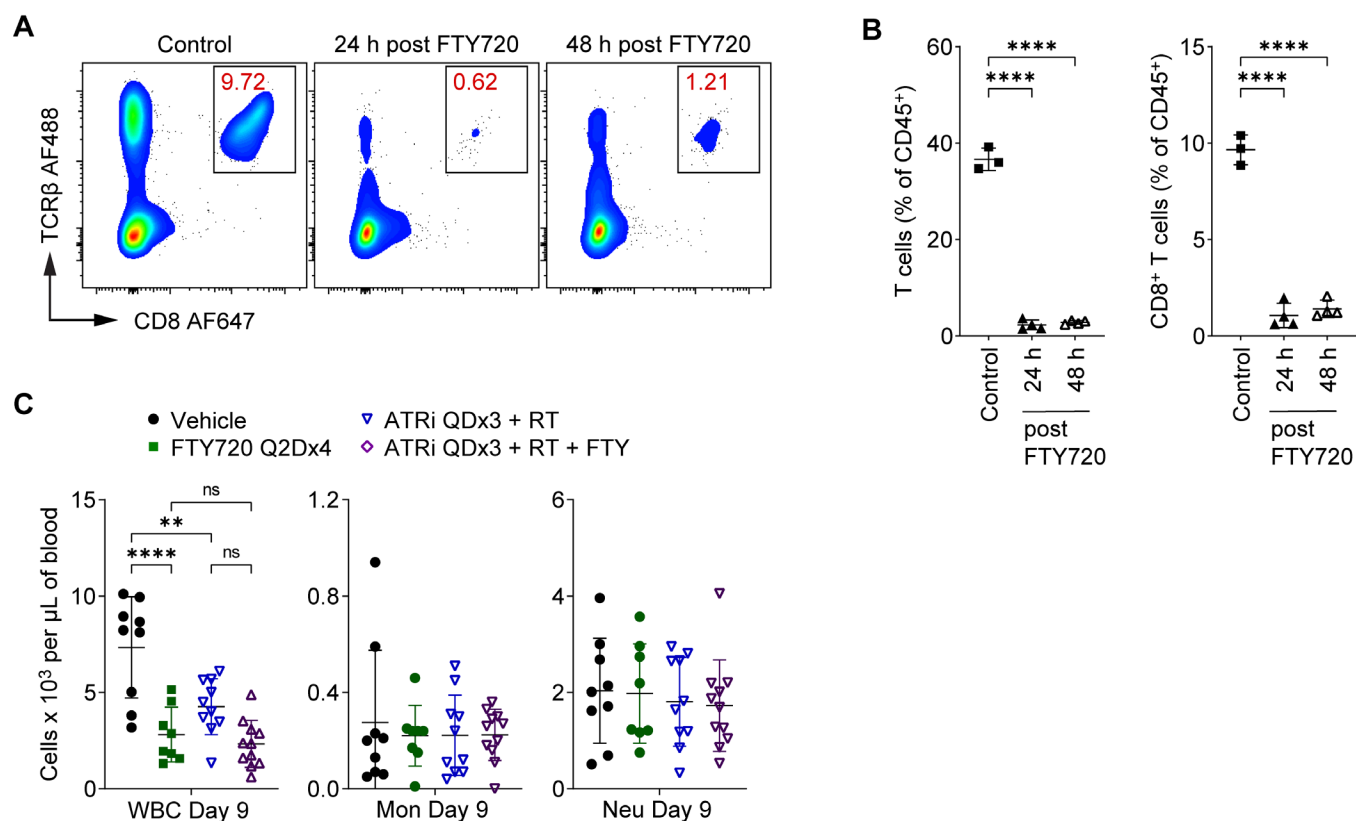 A
Control
24 h post FTY720
48 h post FTY720
9.72
0.62
1.21
TCRβ AF488
CD8 AF647
B
T cells (% of CD45⁺)
60
40
20
0
****
****
Control
24 h
48 h
post
FTY720
CD8⁺ T cells (% of CD45⁺)
15
10
5
0
****
****
Control
24 h
48 h
post
FTY720
C
Vehicle
FTY720 Q2Dx4
ATRi QDx3 + RT
ATRi QDx3 + RT + FTY
Cells x 10³ per µL of blood
15
10
5
0
ns
**
****
ns
WBC Day 9
1.2
0.8
0.4
0.0
Mon Day 9
6
4
2
0
Neu Day 9